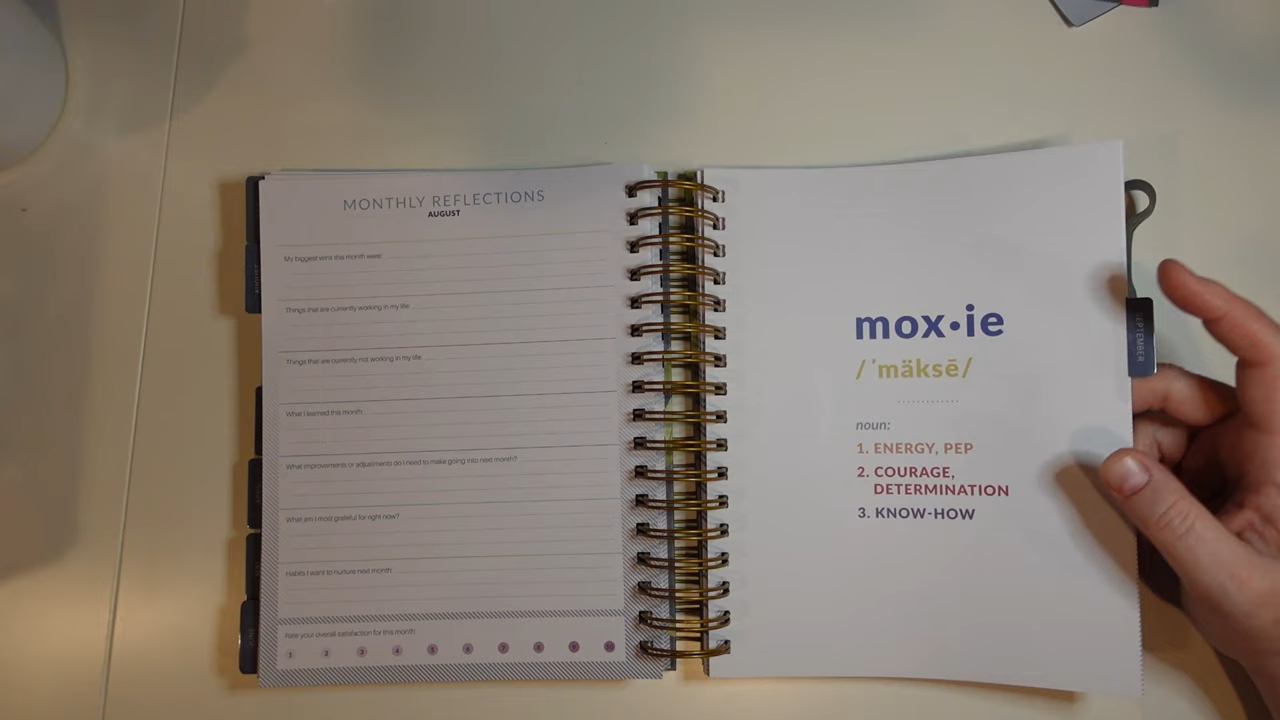 MONTHLY REFLECTIONS
AUGUST
My biggest wins this month were:
Things that are currently working in my life:
Things that are currently not working in my life:
What I learned this month:
What improvements or adjustments do I need to make going into next month?
What am I most grateful for right now?
Habits I want to nurture next month:
Rate your overall satisfaction for this month:
1 2 3 4 5 6 7 8 9 10
mox•ie
/ˈmäksē/
noun:
1. ENERGY, PEP
2. COURAGE,
DETERMINATION
3. KNOW-HOW
SEPTEMBER